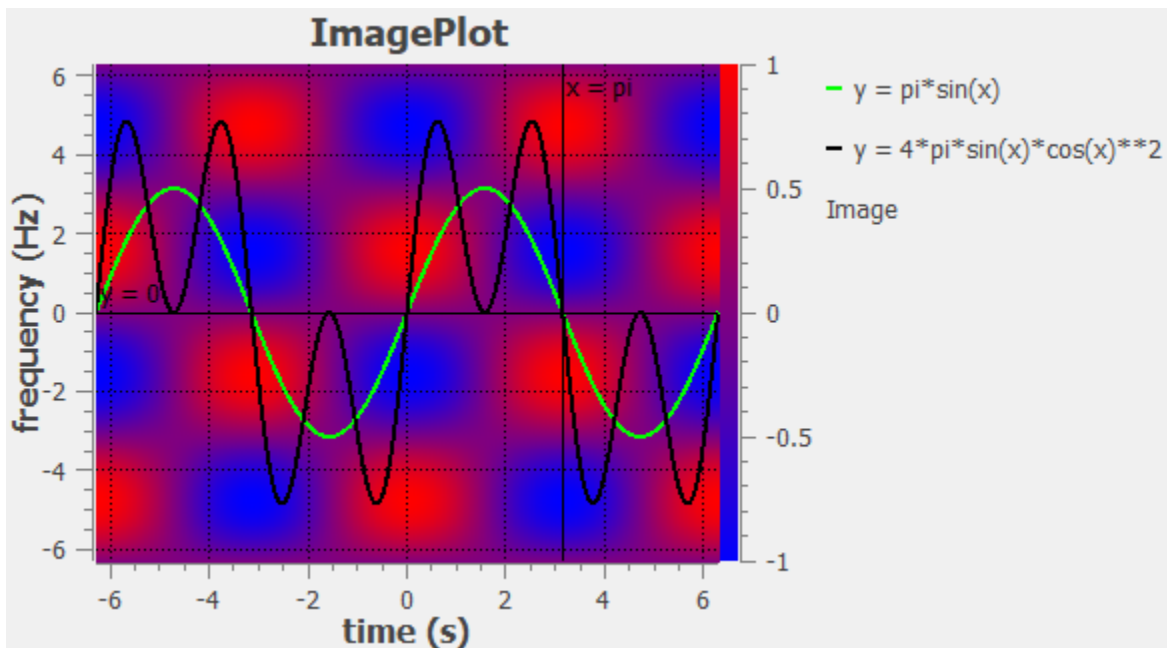 ImagePlot
6
4
2
0
-2
-4
-6
frequency (Hz)
x = pi
y = 0
-6
-4
-2
0
2
4
6
time (s)
1
0.5
0
-0.5
-1
y = pi*sin(x)
y = 4*pi*sin(x)*cos(x)**2
Image